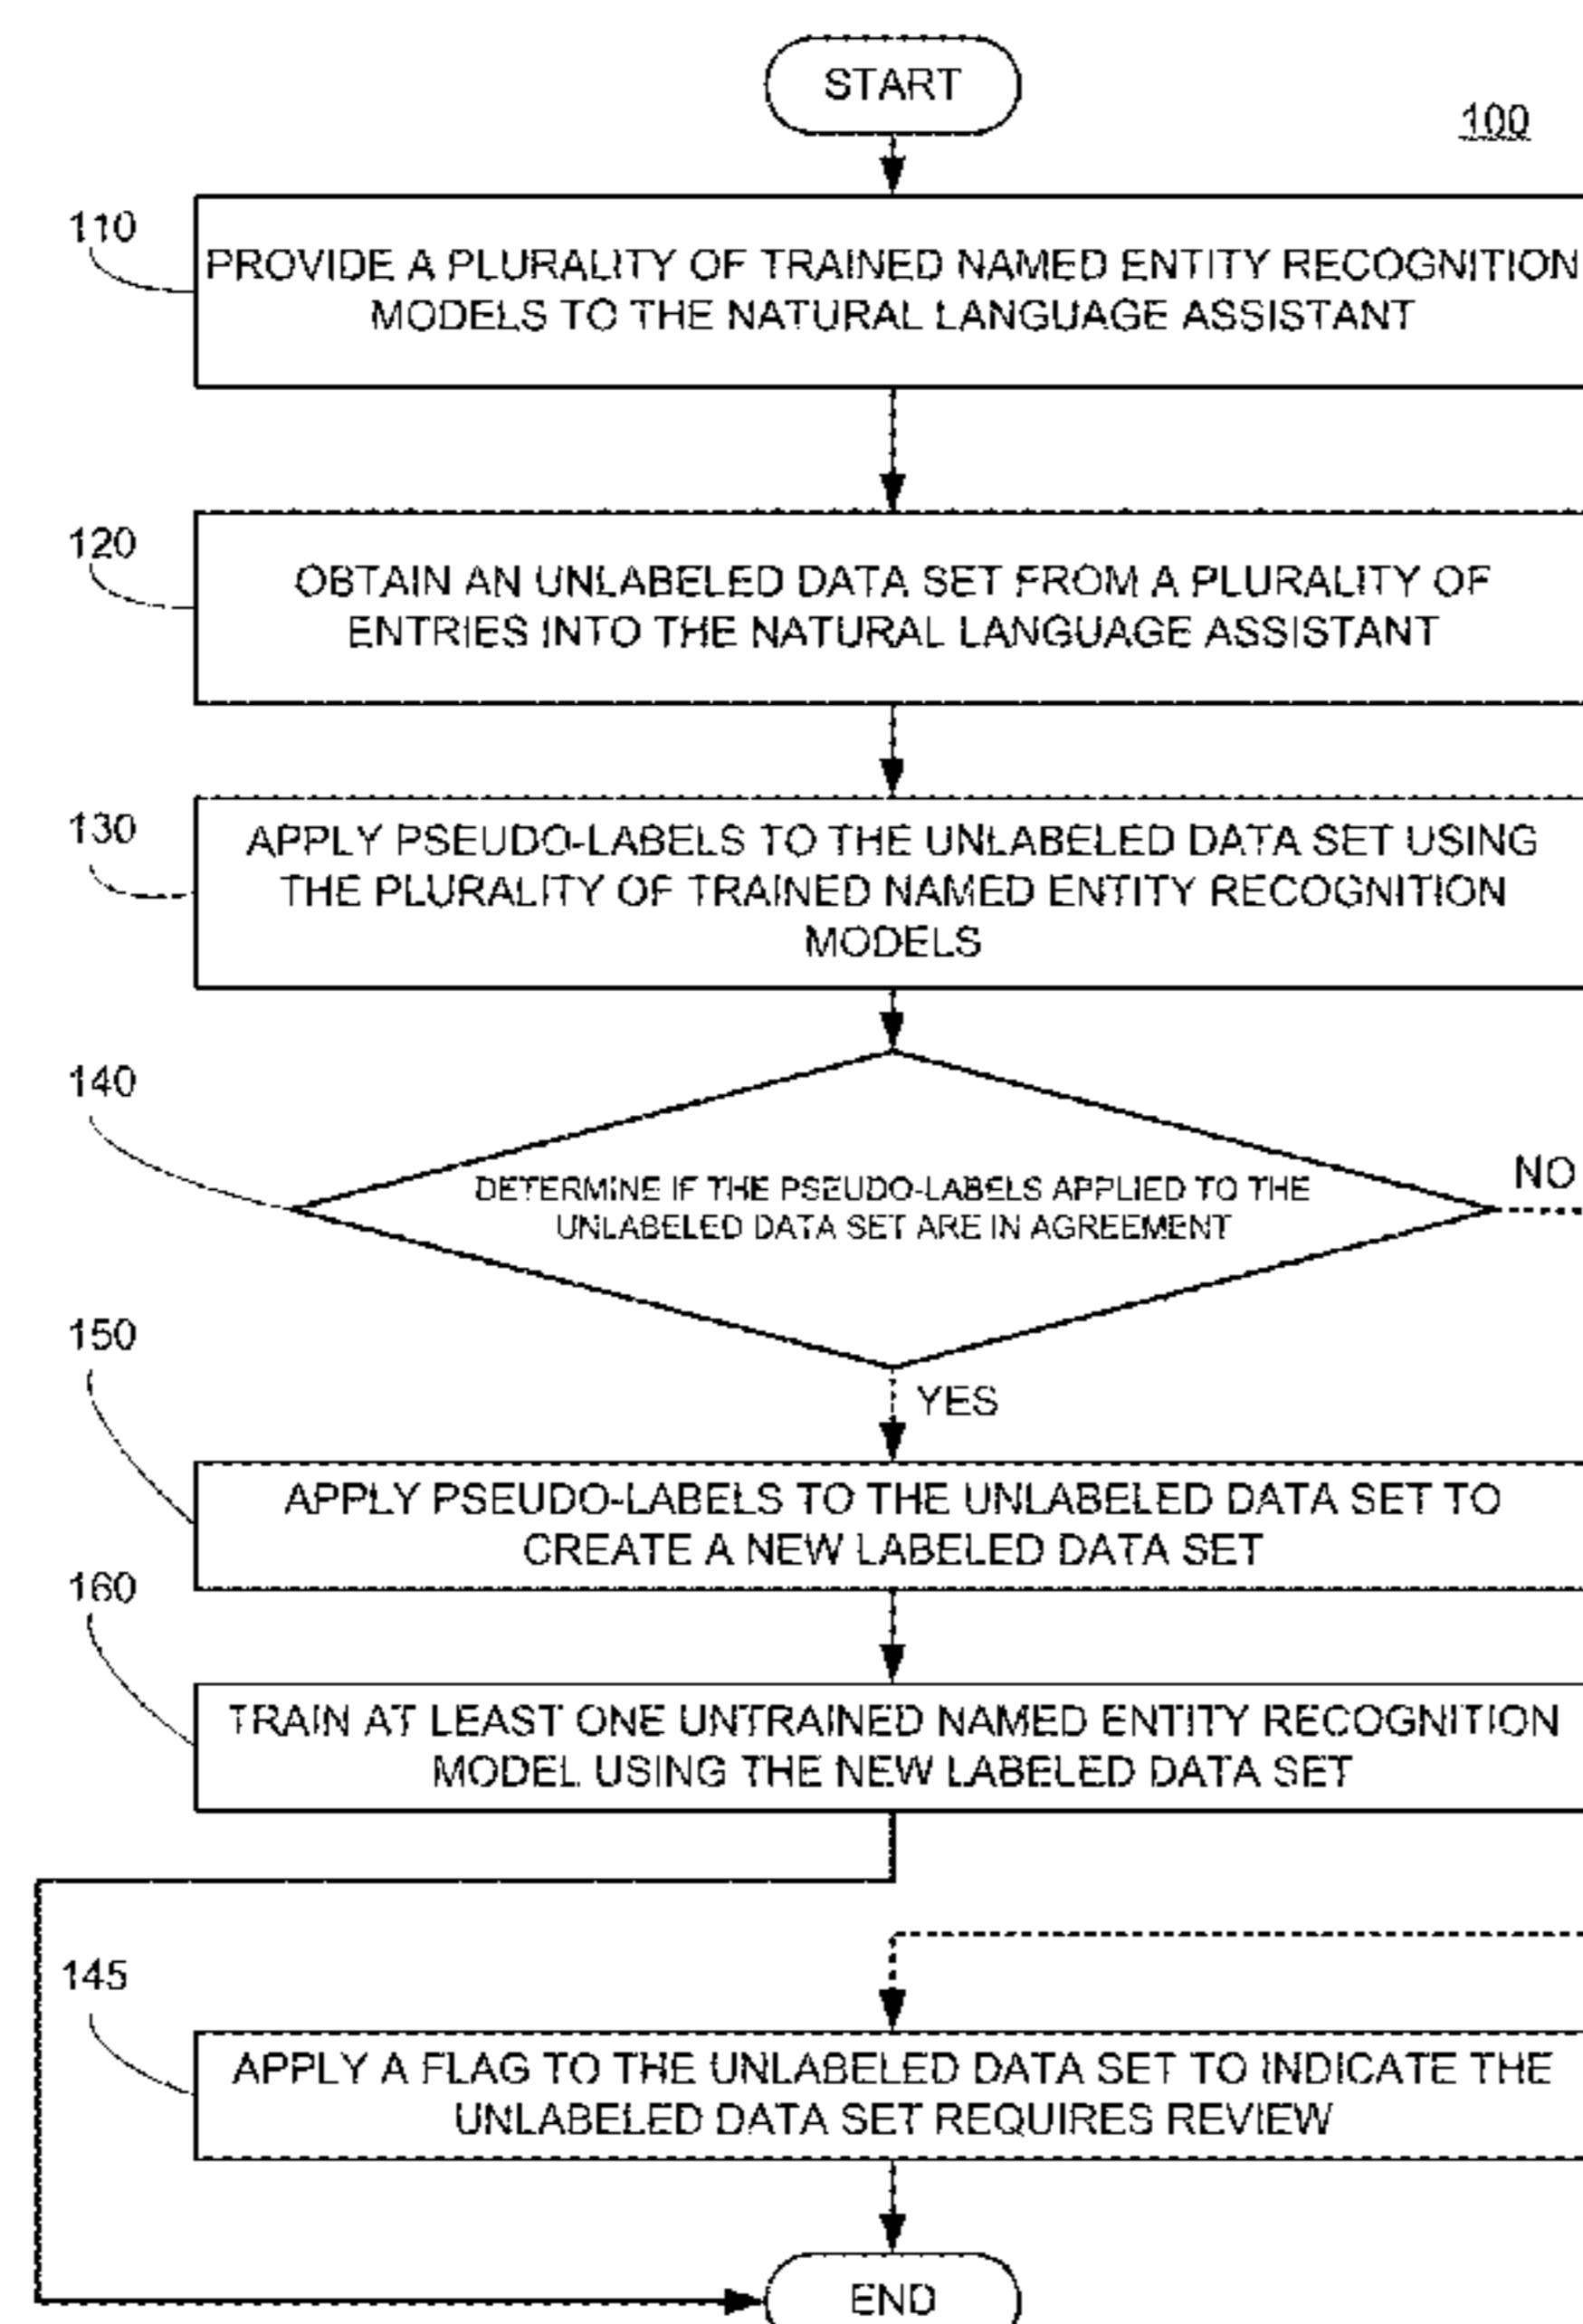 START
100
110
PROVIDE A PLURALITY OF TRAINED NAMED ENTITY RECOGNITION
MODELS TO THE NATURAL LANGUAGE ASSISTANT
120
OBTAIN AN UNLABELED DATA SET FROM A PLURALITY OF
ENTRIES INTO THE NATURAL LANGUAGE ASSISTANT
130
APPLY PSEUDO-LABELS TO THE UNLABELED DATA SET USING
THE PLURALITY OF TRAINED NAMED ENTITY RECOGNITION
MODELS
140
DETERMINE IF THE PSEUDO-LABELS APPLIED TO THE
UNLABELED DATA SET ARE IN AGREEMENT
NO
YES
150
APPLY PSEUDO-LABELS TO THE UNLABELED DATA SET TO
CREATE A NEW LABELED DATA SET
160
TRAIN AT LEAST ONE UNTRAINED NAMED ENTITY RECOGNITION
MODEL USING THE NEW LABELED DATA SET
145
APPLY A FLAG TO THE UNLABELED DATA SET TO INDICATE THE
UNLABELED DATA SET REQUIRES REVIEW
END